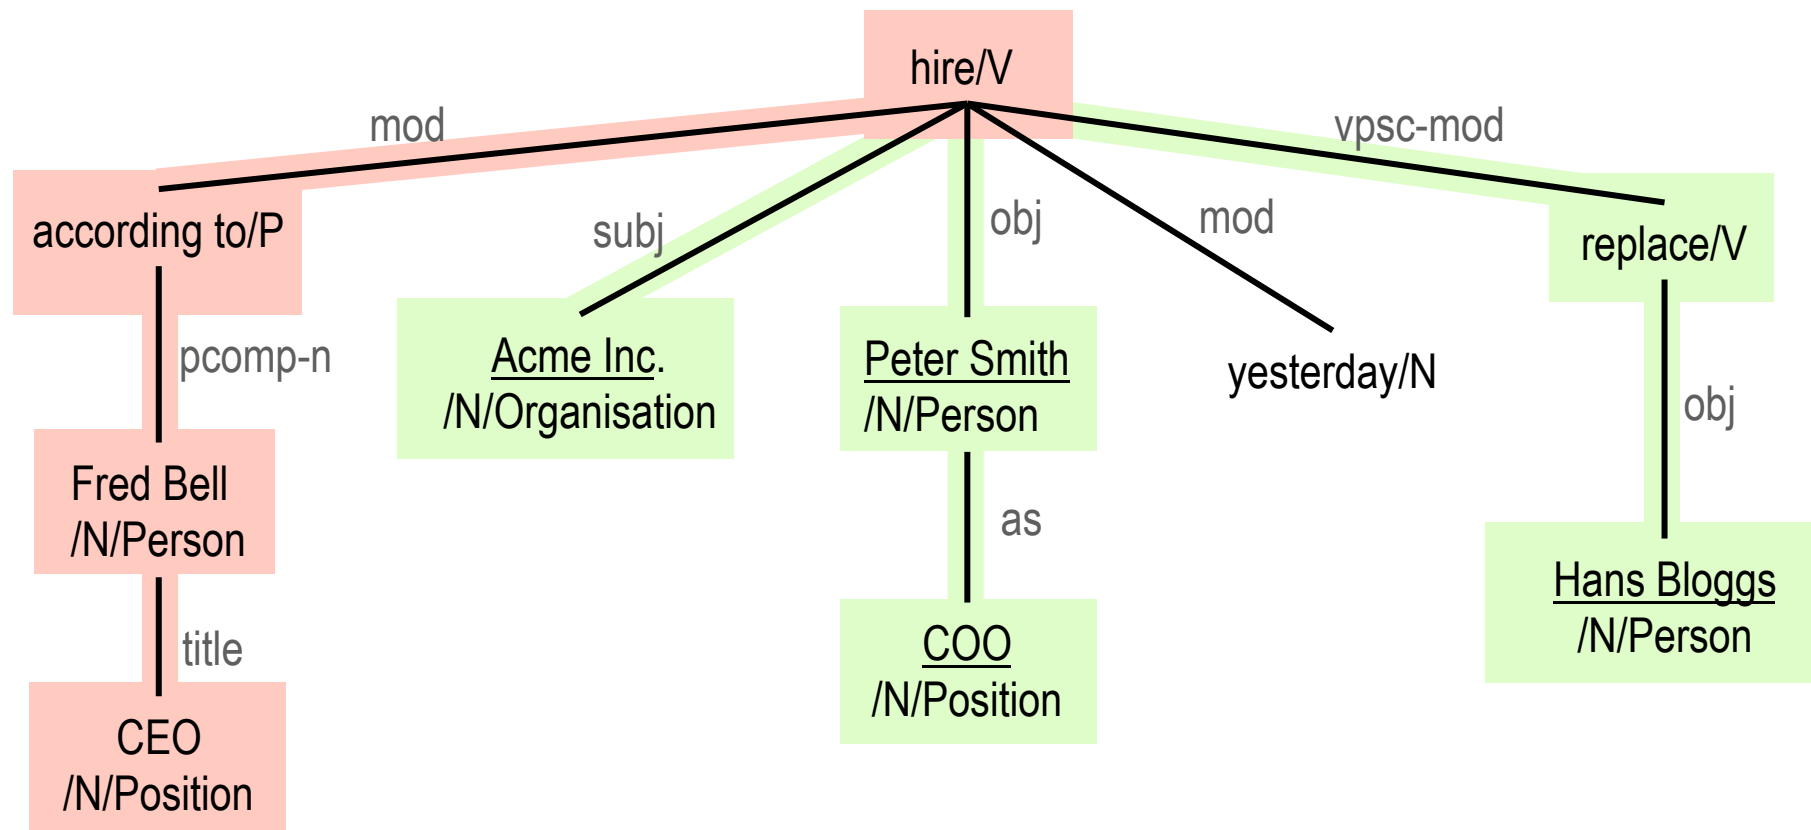 hire/V
mod
vpsc-mod
according to/P
subj
obj
mod
replace/V
pcomp-n
Acme Inc.
/N/Organisation
Peter Smith
/N/Person
yesterday/N
obj
Fred Bell
/N/Person
as
Hans Bloggs
/N/Person
title
COO
/N/Position
CEO
/N/Position